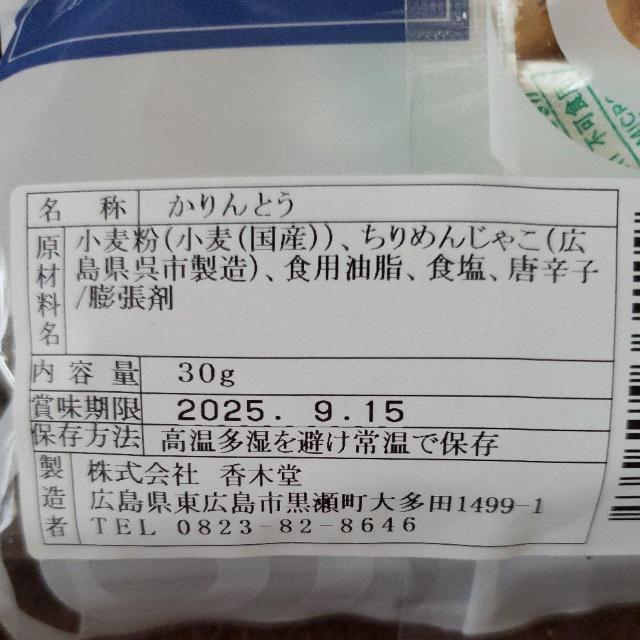 名称 かりんとう
原材料名 小麦粉(小麦(国産))、ちりめんじゃこ(広
島県呉市製造)、食用油脂、食塩、唐辛子
/膨張剤
内容量 30g
賞味期限 2025. 9.15
保存方法 高温多湿を避け常温で保存
製造者 株式会社 香木堂
広島県東広島市黒瀬町大多田1499-1
TEL 0823-82-8646